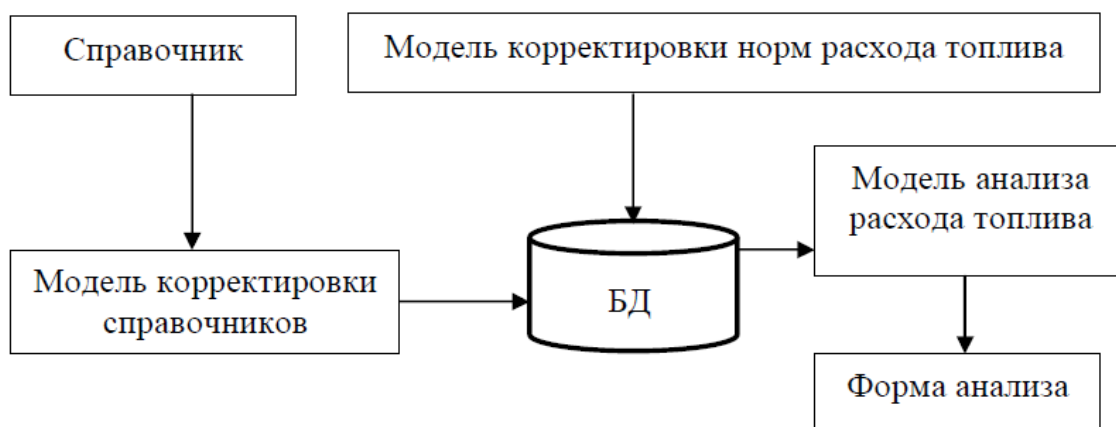 Справочник
Модель корректировки норм расхода топлива
Модель анализа
расхода топлива
Модель корректировки
справочников
БД
Форма анализа